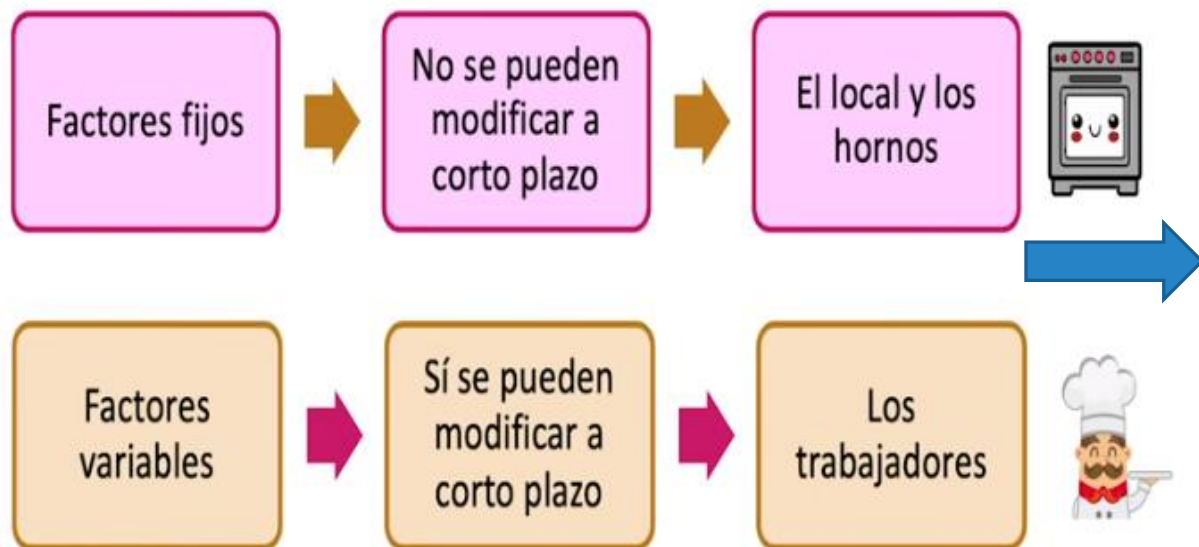 Factores fijos
No se pueden
modificar a
corto plazo
El local y los
hornos
Factores
variables
Sí se pueden
modificar a
corto plazo
Los
trabajadores